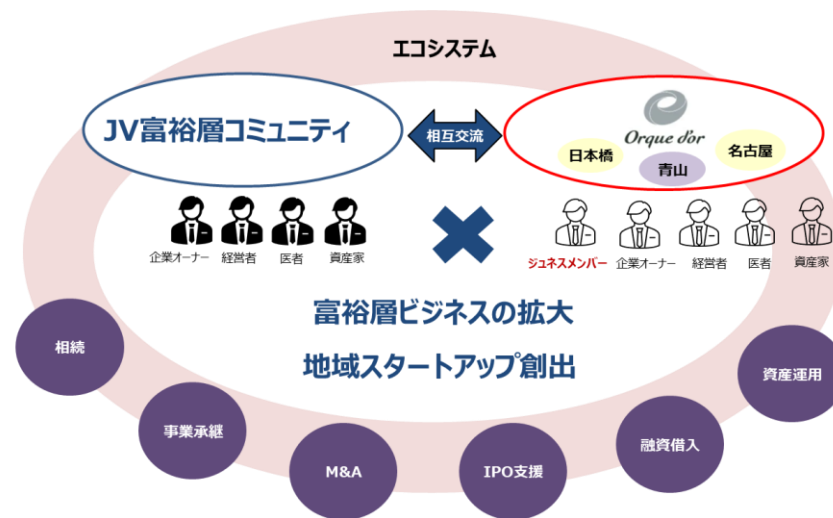 エコシステム
JV富裕層コミュニティ
相互交流
Orque d'or
日本橋
青山
名古屋
企業オーナー
経営者
医者
資産家
ジュネスメンバー
企業オーナー
経営者
医者
資産家
富裕層ビジネスの拡大
地域スタートアップ創出
相続
事業承継
M&A
IPO支援
融資借入
資産運用